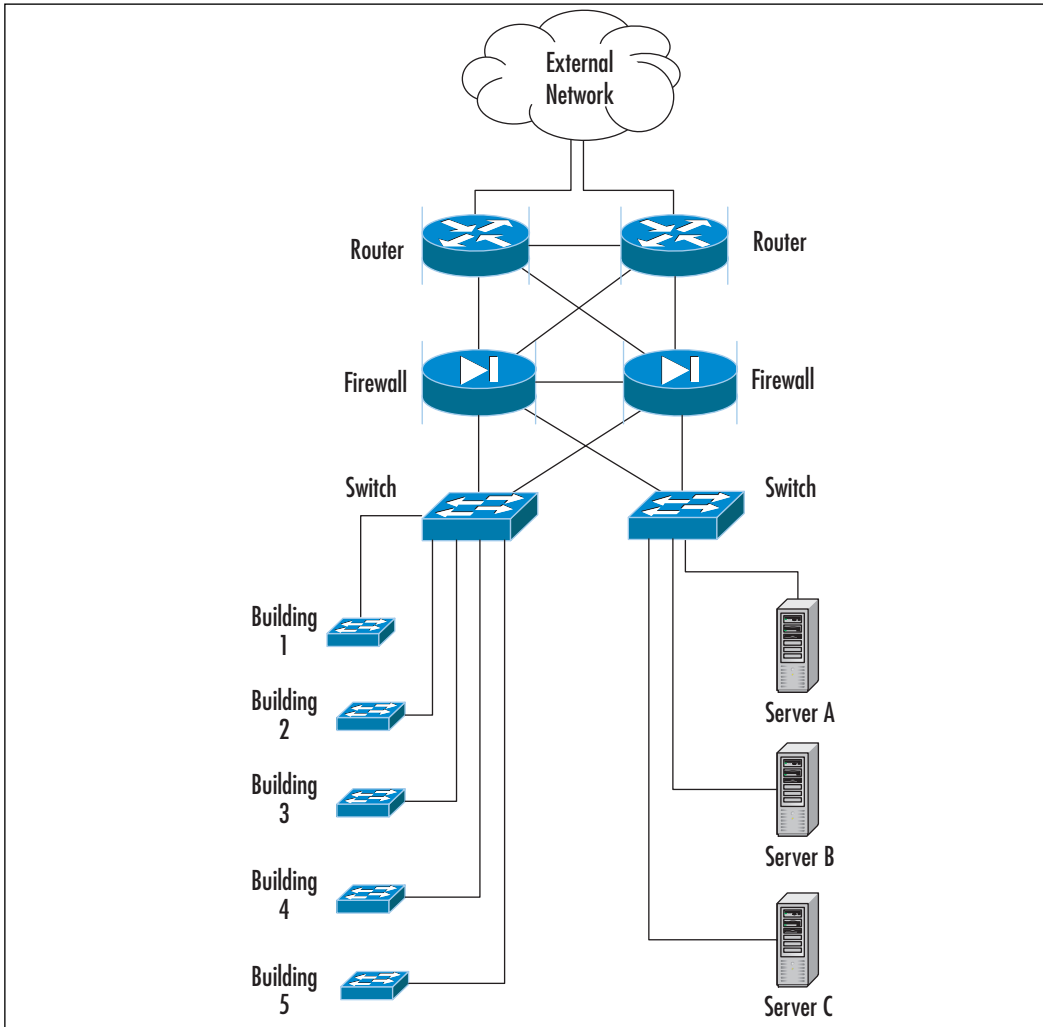 External
Network
Router
Router
Firewall
Firewall
Switch
Switch
Building
1
Building
2
Building
3
Building
4
Building
5
Server A
Server B
Server C